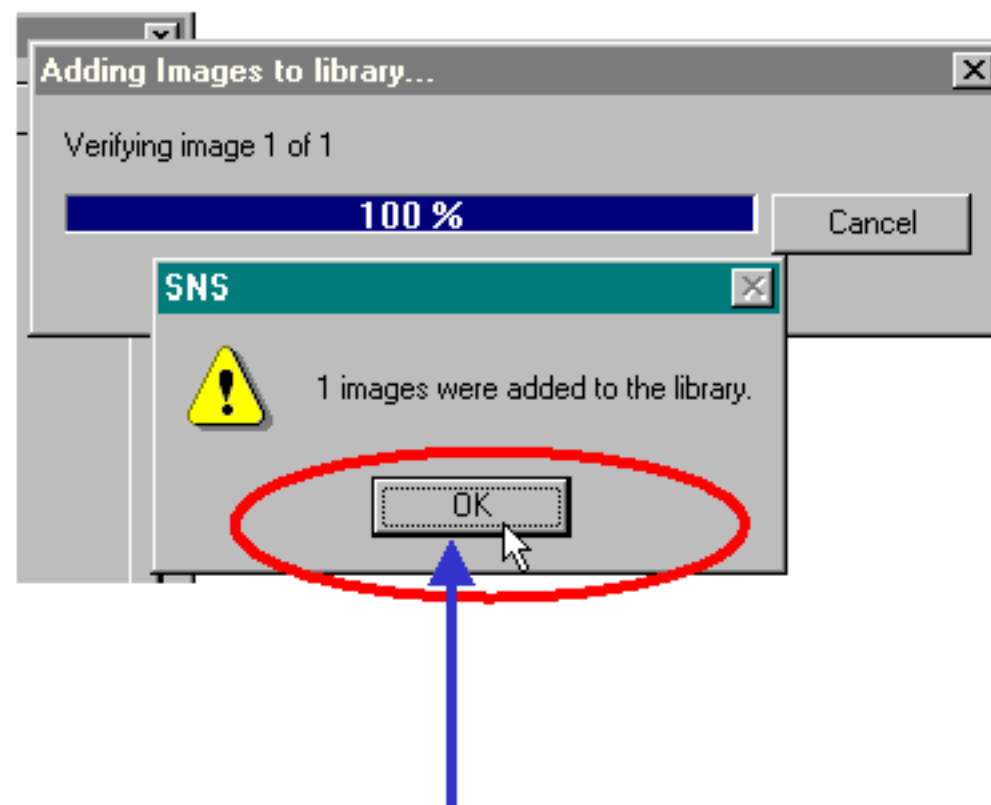 Adding Images to library...
Verifying image 1 of 1
100 %
Cancel
SNS
1 images were added to the library.
OK